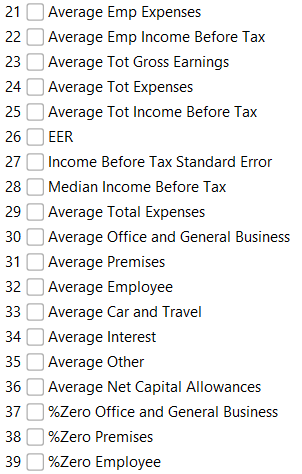 21 Average Emp Expenses
22 Average Emp Income Before Tax
23 Average Tot Gross Earnings
24 Average Tot Expenses
25 Average Tot Income Before Tax
26 EER
27 Income Before Tax Standard Error
28 Median Income Before Tax
29 Average Total Expenses
30 Average Office and General Business
31 Average Premises
32 Average Employee
33 Average Car and Travel
34 Average Interest
35 Average Other
36 Average Net Capital Allowances
37 %Zero Office and General Business
38 %Zero Premises
39 %Zero Employee